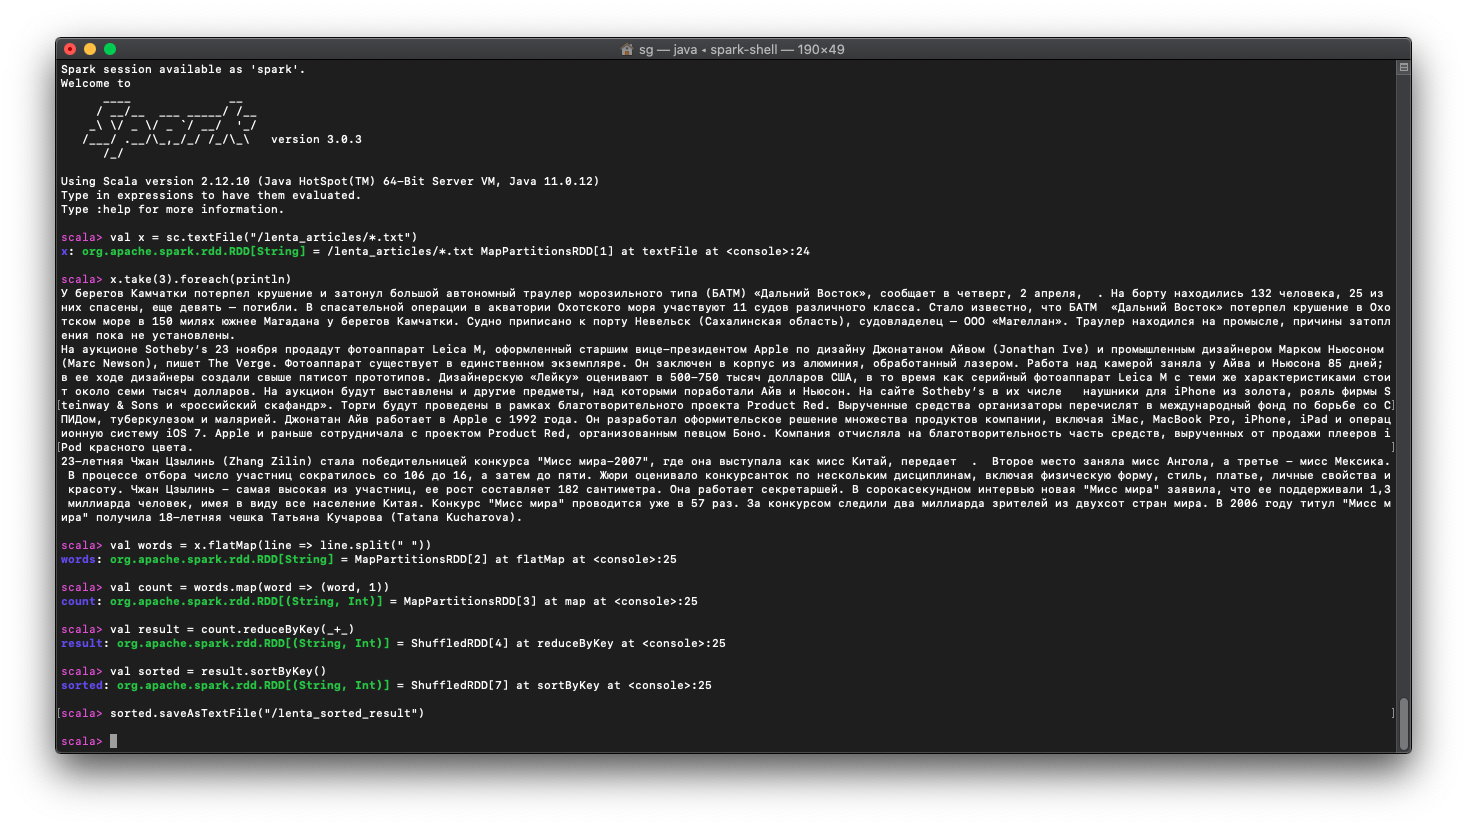 sg — java ◂ spark-shell — 190×49
Spark session available as 'spark'.
Welcome to
      ____              __
     / __/__  ___ _____/ /__
    _\ \/ _ \/ _ `/ __/  '_/
   /___/ .__/\_,_/_/ /_/\_\   version 3.0.3
      /_/
Using Scala version 2.12.10 (Java HotSpot(TM) 64-Bit Server VM, Java 11.0.12)
Type in expressions to have them evaluated.
Type :help for more information.
scala> val x = sc.textFile("/lenta_articles/*.txt")
x: org.apache.spark.rdd.RDD[String] = /lenta_articles/*.txt MapPartitionsRDD[1] at textFile at <console>:24
scala> x.take(3).foreach(println)
У берегов Камчатки потерпел крушение и затонул большой автономный траулер морозильного типа (БАТМ) «Дальний Восток», сообщает в четверг, 2 апреля,  . На борту находились 132 человека, 25 из
них спасены, еще девять — погибли. В спасательной операции в акватории Охотского моря участвуют 11 судов различного класса. Стало известно, что БАТМ  «Дальний Восток» потерпел крушение в Охо
тском море в 150 милях южнее Магадана у берегов Камчатки. Судно приписано к порту Невельск (Сахалинская область), судовладелец — ООО «Магеллан». Траулер находился на промысле, причины затопл
ения пока не установлены.
На аукционе Sotheby’s 23 ноября продадут фотоаппарат Leica M, оформленный старшим вице-президентом Apple по дизайну Джонатаном Айвом (Jonathan Ive) и промышленным дизайнером Марком Ньюсоном
(Marc Newson), пишет The Verge. Фотоаппарат существует в единственном экземпляре. Он заключен в корпус из алюминия, обработанный лазером. Работа над камерой заняла у Айва и Ньюсона 85 дней;
в ее ходе дизайнеры создали свыше пятисот прототипов. Дизайнерскую «Лейку» оценивают в 500-750 тысяч долларов США, в то время как серийный фотоаппарат Leica M с теми же характеристиками стои
т около семи тысяч долларов. На аукцион будут выставлены и другие предметы, над которыми поработали Айв и Ньюсон. На сайте Sotheby’s в их числе   наушники для iPhone из золота, рояль фирмы S
teinway & Sons и «российский скафандр». Торги будут проведены в рамках благотворительного проекта Product Red. Вырученные средства организаторы перечислят в международный фонд по борьбе со С
ПИДом, туберкулезом и малярией. Джонатан Айв работает в Apple с 1992 года. Он разработал оформительское решение множества продуктов компании, включая iMac, MacBook Pro, iPhone, iPad и операц
ионную систему iOS 7. Apple и раньше сотрудничала с проектом Product Red, организованным певцом Боно. Компания отчисляла на благотворительность часть средств, вырученных от продажи плееров i
Pod красного цвета.
23-летняя Чжан Цзылинь (Zhang Zilin) стала победительницей конкурса "Мисс мира-2007", где она выступала как мисс Китай, передает  .  Второе место заняла мисс Ангола, а третье - мисс Мексика.
 В процессе отбора число участниц сократилось со 106 до 16, а затем до пяти. Жюри оценивало конкурсанток по нескольким дисциплинам, включая физическую форму, стиль, платье, личные свойства и
 красоту. Чжан Цзылинь - самая высокая из участниц, ее рост составляет 182 сантиметра. Она работает секретаршей. В сорокасекундном интервью новая "Мисс мира" заявила, что ее поддерживали 1,3
 миллиарда человек, имея в виду все население Китая. Конкурс "Мисс мира" проводится уже в 57 раз. За конкурсом следили два миллиарда зрителей из двухсот стран мира. В 2006 году титул "Мисс м
ира" получила 18-летняя чешка Татьяна Кучарова (Tatana Kucharova).
scala> val words = x.flatMap(line => line.split(" "))
words: org.apache.spark.rdd.RDD[String] = MapPartitionsRDD[2] at flatMap at <console>:25
scala> val count = words.map(word => (word, 1))
count: org.apache.spark.rdd.RDD[(String, Int)] = MapPartitionsRDD[3] at map at <console>:25
scala> val result = count.reduceByKey(_+_)
result: org.apache.spark.rdd.RDD[(String, Int)] = ShuffledRDD[4] at reduceByKey at <console>:25
scala> val sorted = result.sortByKey()
sorted: org.apache.spark.rdd.RDD[(String, Int)] = ShuffledRDD[7] at sortByKey at <console>:25
scala> sorted.saveAsTextFile("/lenta_sorted_result")
scala>